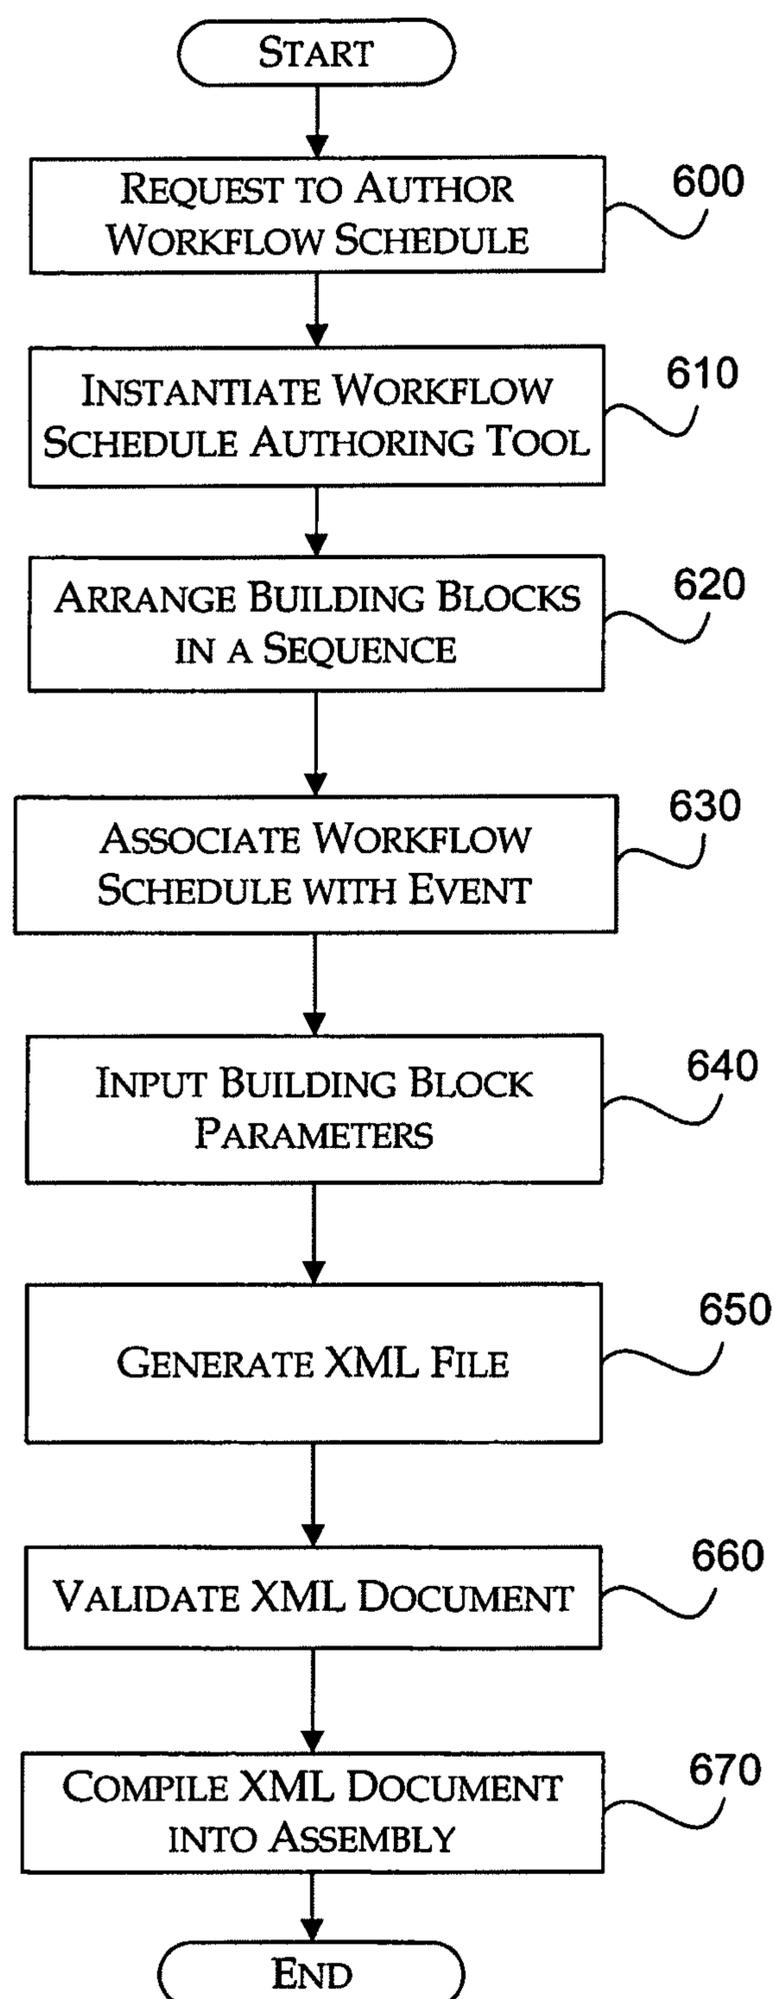 START
REQUEST TO AUTHOR
WORKFLOW SCHEDULE
600
INSTANTIATE WORKFLOW
SCHEDULE AUTHORING TOOL
610
ARRANGE BUILDING BLOCKS
IN A SEQUENCE
620
ASSOCIATE WORKFLOW
SCHEDULE WITH EVENT
630
INPUT BUILDING BLOCK
PARAMETERS
640
GENERATE XML FILE
650
VALIDATE XML DOCUMENT
660
COMPILE XML DOCUMENT
INTO ASSEMBLY
670
END